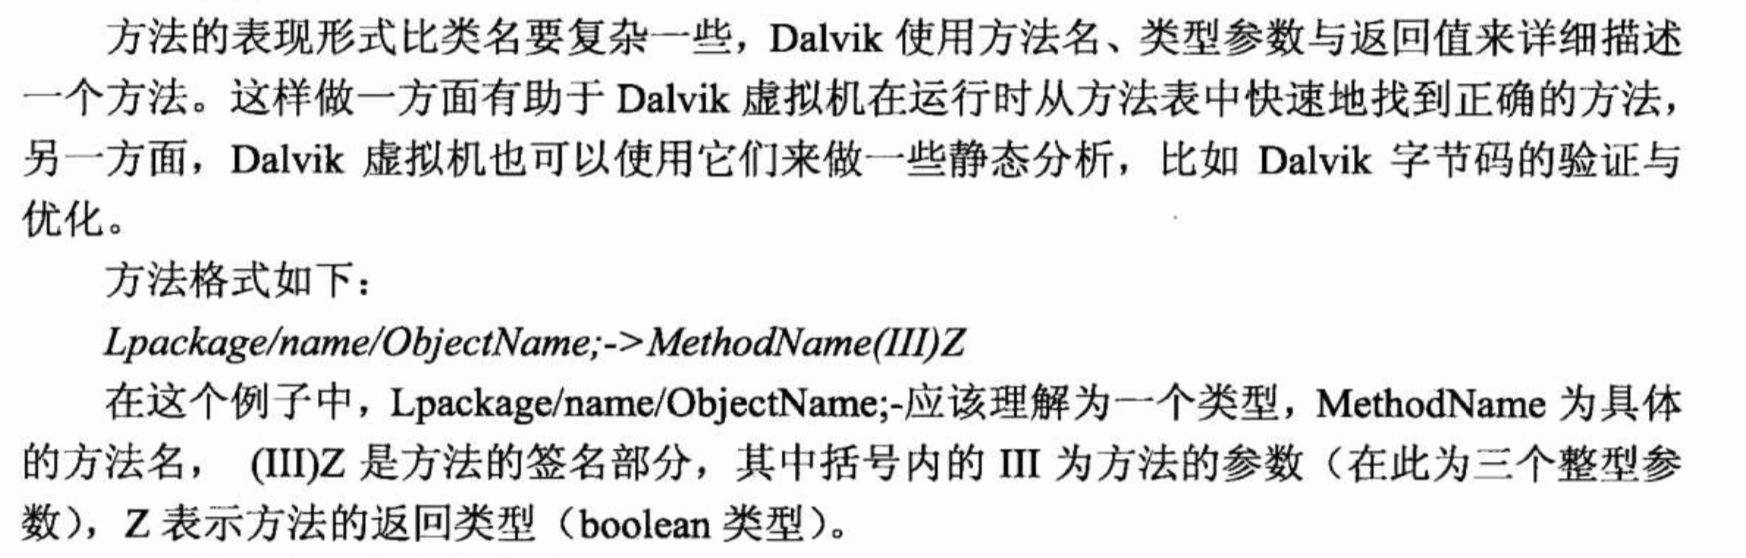 方法的表现形式比类名要复杂一些，Dalvik 使用方法名、类型参数与返回值来详细描述
一个方法。这样做一方面有助于 Dalvik 虚拟机在运行时从方法表中快速地找到正确的方法，
另一方面，Dalvik 虚拟机也可以使用它们来做一些静态分析，比如 Dalvik 字节码的验证与
优化。
方法格式如下：
Lpackage/name/ObjectName;->MethodName(III)Z
在这个例子中，Lpackage/name/ObjectName;-应该理解为一个类型，MethodName 为具体
的方法名， (III)Z 是方法的签名部分，其中括号内的 III 为方法的参数（在此为三个整型参
数），Z 表示方法的返回类型（boolean 类型）。